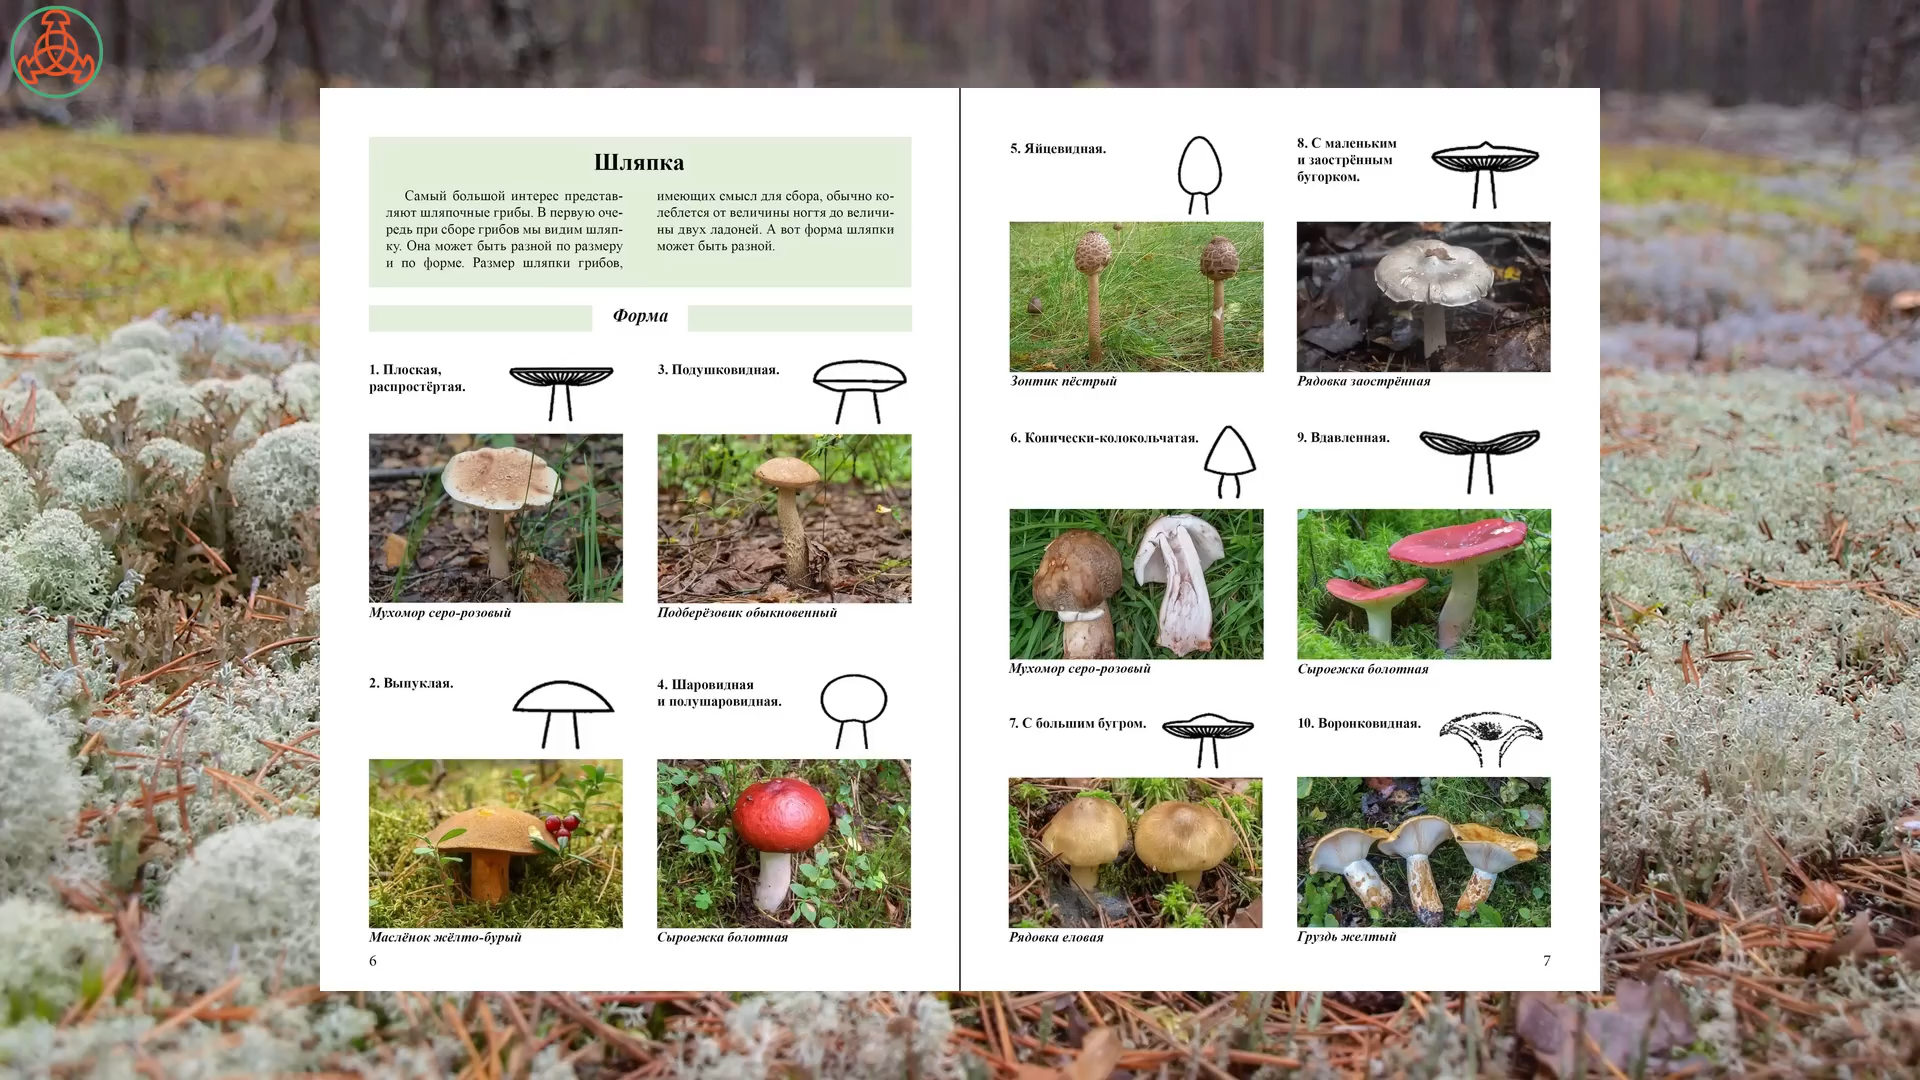 Шляпка
Самый большой интерес представ-
ляют шляпочные грибы. В первую оче-
редь при сборе грибов мы видим шляп-
ку. Она может быть разной по размеру
и по форме. Размер шляпки грибов,
имеющих смысл для сбора, обычно ко-
леблется от величины ногтя до величи-
ны двух ладоней. А вот форма шляпки
может быть разной.
Форма
1. Плоская,
распростёртая.
Мухомор серо-розовый
2. Выпуклая.
Маслёнок жёлто-бурый
3. Подушковидная.
Подберёзовик обыкновенный
4. Шаровидная
и полушаровидная.
Сыроежка болотная
6
5. Яйцевидная.
Зонтик пёстрый
6. Конически-колокольчатая.
Мухомор серо-розовый
7. С большим бугром.
Рядовка еловая
8. С маленьким
и заострённым
бугорком.
Рядовка заострённая
9. Вдавленная.
Сыроежка болотная
10. Воронковидная.
Груздь желтый
7